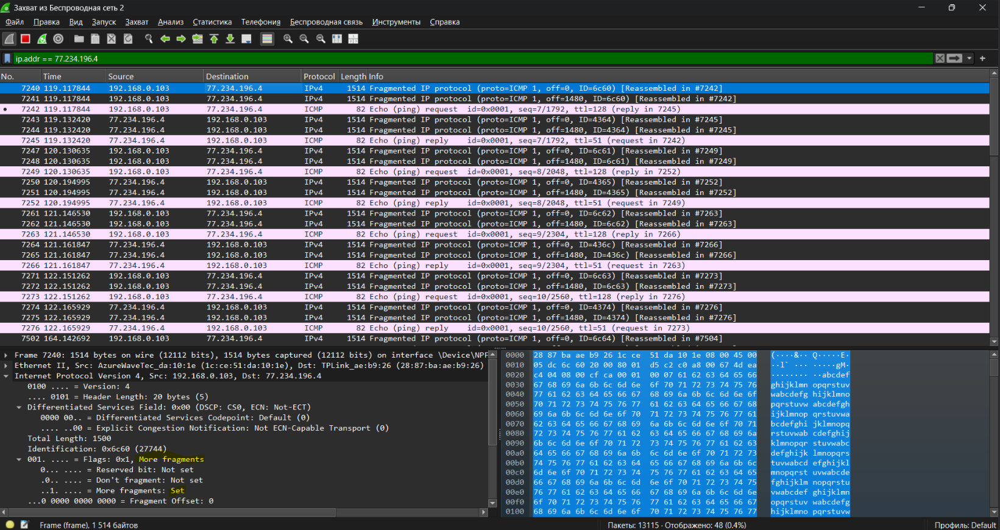 Захват из Беспроводная сеть 2
Файл Правка Вид Запуск Захват Анализ Статистика Телефония Беспроводная связь Инструменты Справка
ip.addr == 77.234.196.4
No. Time Source Destination Protocol Length Info
7240 119.117844 192.168.0.103 77.234.196.4 IPv4 1514 Fragmented IP protocol (proto=ICMP 1, off=0, ID=6c60) [Reassembled in #7242]
7241 119.117844 192.168.0.103 77.234.196.4 IPv4 1514 Fragmented IP protocol (proto=ICMP 1, off=1480, ID=6c60) [Reassembled in #7242]
7242 119.117844 192.168.0.103 77.234.196.4 ICMP 82 Echo (ping) request id=0x0001, seq=7/1792, ttl=128 (reply in 7245)
7243 119.132420 77.234.196.4 192.168.0.103 IPv4 1514 Fragmented IP protocol (proto=ICMP 1, off=0, ID=4364) [Reassembled in #7245]
7244 119.132420 77.234.196.4 192.168.0.103 IPv4 1514 Fragmented IP protocol (proto=ICMP 1, off=1480, ID=4364) [Reassembled in #7245]
7245 119.132420 77.234.196.4 192.168.0.103 ICMP 82 Echo (ping) reply id=0x0001, seq=7/1792, ttl=51 (request in 7242)
7247 120.130635 192.168.0.103 77.234.196.4 IPv4 1514 Fragmented IP protocol (proto=ICMP 1, off=0, ID=6c61) [Reassembled in #7249]
7248 120.130635 192.168.0.103 77.234.196.4 IPv4 1514 Fragmented IP protocol (proto=ICMP 1, off=1480, ID=6c61) [Reassembled in #7249]
7249 120.130635 192.168.0.103 77.234.196.4 ICMP 82 Echo (ping) request id=0x0001, seq=8/2048, ttl=128 (reply in 7252)
7250 120.194995 77.234.196.4 192.168.0.103 IPv4 1514 Fragmented IP protocol (proto=ICMP 1, off=0, ID=4365) [Reassembled in #7252]
7251 120.194995 77.234.196.4 192.168.0.103 IPv4 1514 Fragmented IP protocol (proto=ICMP 1, off=1480, ID=4365) [Reassembled in #7252]
7252 120.194995 77.234.196.4 192.168.0.103 ICMP 82 Echo (ping) reply id=0x0001, seq=8/2048, ttl=51 (request in 7249)
7261 121.146530 192.168.0.103 77.234.196.4 IPv4 1514 Fragmented IP protocol (proto=ICMP 1, off=0, ID=6c62) [Reassembled in #7263]
7262 121.146530 192.168.0.103 77.234.196.4 IPv4 1514 Fragmented IP protocol (proto=ICMP 1, off=1480, ID=6c62) [Reassembled in #7263]
7263 121.146530 192.168.0.103 77.234.196.4 ICMP 82 Echo (ping) request id=0x0001, seq=9/2304, ttl=128 (reply in 7266)
7264 121.161847 77.234.196.4 192.168.0.103 IPv4 1514 Fragmented IP protocol (proto=ICMP 1, off=0, ID=436c) [Reassembled in #7266]
7265 121.161847 77.234.196.4 192.168.0.103 IPv4 1514 Fragmented IP protocol (proto=ICMP 1, off=1480, ID=436c) [Reassembled in #7266]
7266 121.161847 77.234.196.4 192.168.0.103 ICMP 82 Echo (ping) reply id=0x0001, seq=9/2304, ttl=51 (request in 7263)
7271 122.151262 192.168.0.103 77.234.196.4 IPv4 1514 Fragmented IP protocol (proto=ICMP 1, off=0, ID=6c63) [Reassembled in #7273]
7272 122.151262 192.168.0.103 77.234.196.4 IPv4 1514 Fragmented IP protocol (proto=ICMP 1, off=1480, ID=6c63) [Reassembled in #7273]
7273 122.151262 192.168.0.103 77.234.196.4 ICMP 82 Echo (ping) request id=0x0001, seq=10/2560, ttl=128 (reply in 7276)
7274 122.165929 77.234.196.4 192.168.0.103 IPv4 1514 Fragmented IP protocol (proto=ICMP 1, off=0, ID=4374) [Reassembled in #7276]
7275 122.165929 77.234.196.4 192.168.0.103 IPv4 1514 Fragmented IP protocol (proto=ICMP 1, off=1480, ID=4374) [Reassembled in #7276]
7276 122.165929 77.234.196.4 192.168.0.103 ICMP 82 Echo (ping) reply id=0x0001, seq=10/2560, ttl=51 (request in 7273)
7502 164.142692 192.168.0.103 77.234.196.4 IPv4 1514 Fragmented IP protocol (proto=ICMP 1, off=0, ID=6c64) [Reassembled in #7504]
Frame 7240: 1514 bytes on wire (12112 bits), 1514 bytes captured (12112 bits) on interface \Device\NPF
Ethernet II, Src: AzureWaveTec_da:10:1e (1c:ce:51:da:10:1e), Dst: TPLink_ae:b9:26 (28:87:ba:ae:b9:26)
Internet Protocol Version 4, Src: 192.168.0.103, Dst: 77.234.196.4
0100 .... = Version: 4
.... 0101 = Header Length: 20 bytes (5)
Differentiated Services Field: 0x00 (DSCP: CS0, ECN: Not-ECT)
0000 00.. = Differentiated Services Codepoint: Default (0)
.... ..00 = Explicit Congestion Notification: Not ECN-Capable Transport (0)
Total Length: 1500
Identification: 0x6c60 (27744)
001. .... = Flags: 0x1, More fragments
0... .... = Reserved bit: Not set
.0.. .... = Don't fragment: Not set
..1. .... = More fragments: Set
...0 0000 0000 0000 = Fragment Offset: 0
0000 28 87 ba ae b9 26 1c ce 51 da 10 1e 08 00 45 00 (····&·· Q·····E·
0010 05 dc 6c 60 20 00 80 01 d5 c2 c0 a8 00 67 4d ea ··l` ··· ·····gM·
0020 c4 04 08 00 cf ca 00 01 00 07 61 62 63 64 65 66 ········ ··abcdef
0030 67 68 69 6a 6b 6c 6d 6e 6f 70 71 72 73 74 75 76 ghijklmn opqrstuv
0040 77 61 62 63 64 65 66 67 68 69 6a 6b 6c 6d 6e 6f wabcdefg hijklmno
0050 70 71 72 73 74 75 76 77 61 62 63 64 65 66 67 68 pqrstuvw abcdefgh
0060 69 6a 6b 6c 6d 6e 6f 70 71 72 73 74 75 76 77 61 ijklmnop qrstuvwa
0070 62 63 64 65 66 67 68 69 6a 6b 6c 6d 6e 6f 70 71 bcdefghi jklmnopq
0080 72 73 74 75 76 77 61 62 63 64 65 66 67 68 69 6a rstuvwab cdefghij
0090 6b 6c 6d 6e 6f 70 71 72 73 74 75 76 77 61 62 63 klmnopqr stuvwabc
00a0 64 65 66 67 68 69 6a 6b 6c 6d 6e 6f 70 71 72 73 defghijk lmnopqrs
00b0 74 75 76 77 61 62 63 64 65 66 67 68 69 6a 6b 6c tuvwabcd efghijkl
00c0 6d 6e 6f 70 71 72 73 74 75 76 77 61 62 63 64 65 mnopqrst uvwabcde
00d0 66 67 68 69 6a 6b 6c 6d 6e 6f 70 71 72 73 74 75 fghijklm nopqrstu
00e0 76 77 61 62 63 64 65 66 67 68 69 6a 6b 6c 6d 6e vwabcdef ghijklmn
00f0 6f 70 71 72 73 74 75 76 77 61 62 63 64 65 66 67 opqrstuv wabcdefg
0100 68 69 6a 6b 6c 6d 6e 6f 70 71 72 73 74 75 76 77 hijklmno pqrstuvw
Frame (frame), 1 514 байтов
Пакеты: 13115 · Отображено: 48 (0.4%)
Профиль: Default